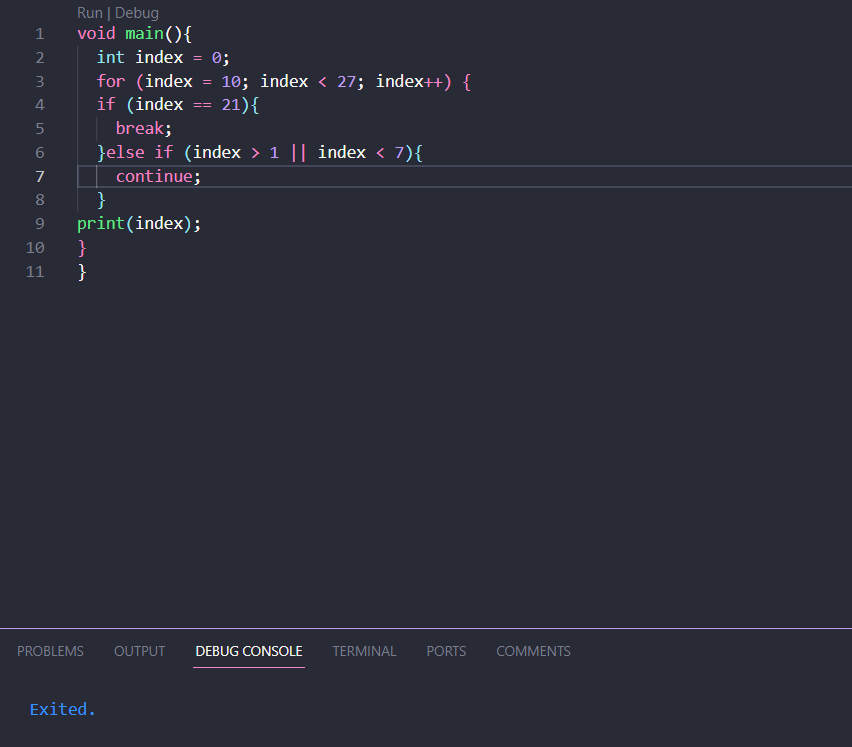 Run | Debug
1 void main(){
2 int index = 0;
3 for (index = 10; index < 27; index++) {
4 if (index == 21){
5 break;
6 }else if (index > 1 || index < 7){
7 continue;
8 }
9 print(index);
10 }
11 }
PROBLEMS OUTPUT DEBUG CONSOLE TERMINAL PORTS COMMENTS
Exited.